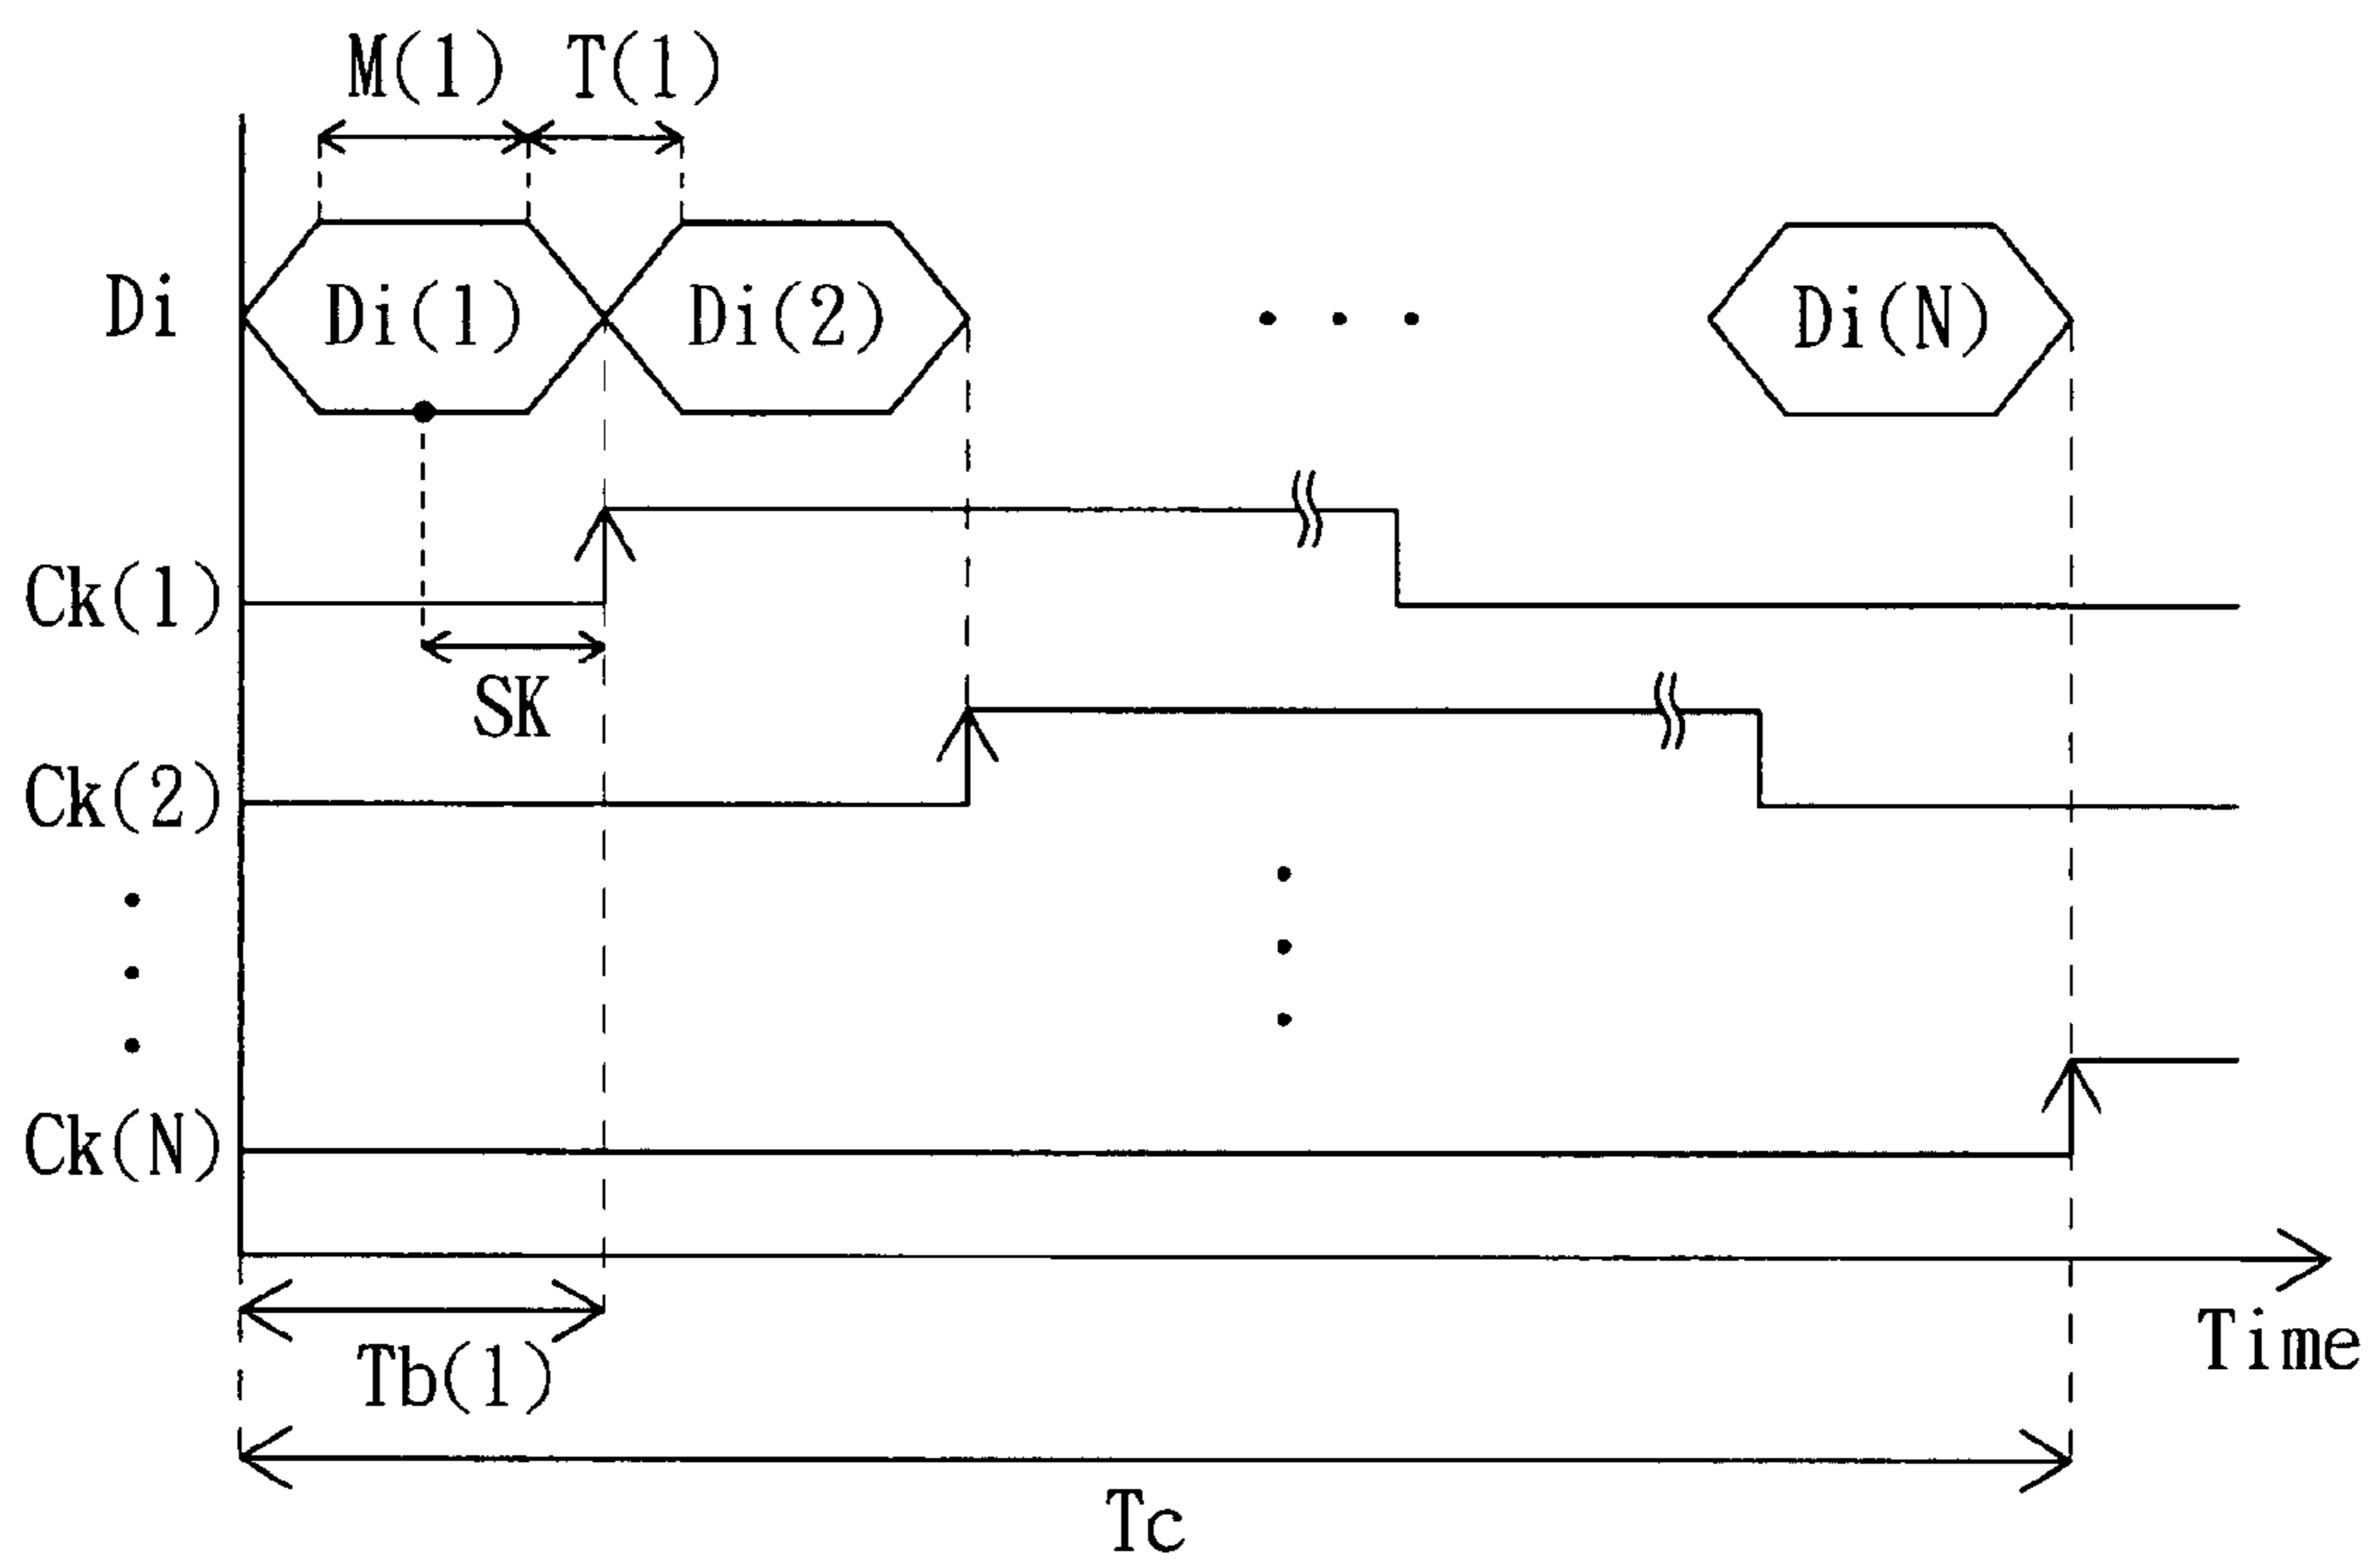 M(1) T(1)
Di Di(1) Di(2) Di(N)
Ck(1)
SK
Ck(2)
Ck(N)
Time
Tb(1)
Tc